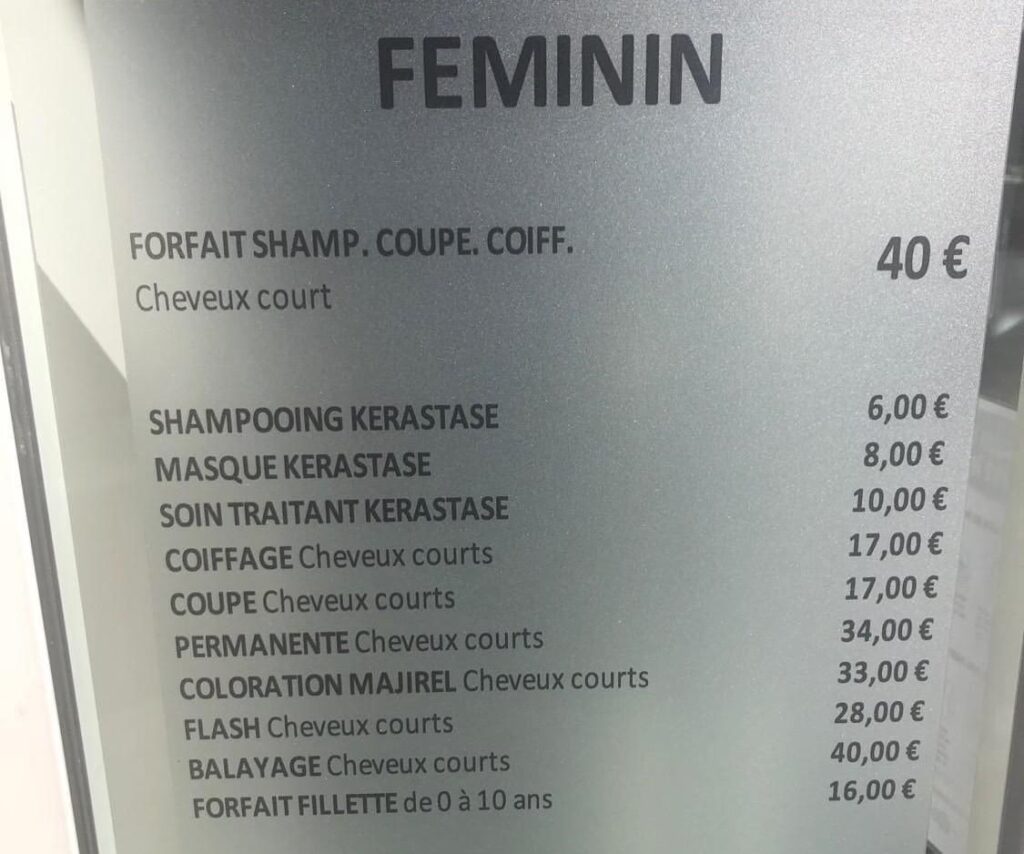 FEMININ
FORFAIT SHAMP. COUPE. COIFF. 40 €
Cheveux court
SHAMPOOING KERASTASE 6,00 €
MASQUE KERASTASE 8,00 €
SOIN TRAITANT KERASTASE 10,00 €
COIFFAGE Cheveux courts 17,00 €
COUPE Cheveux courts 17,00 €
PERMANENTE Cheveux courts 34,00 €
COLORATION MAJIREL Cheveux courts 33,00 €
FLASH Cheveux courts 28,00 €
BALAYAGE Cheveux courts 40,00 €
FORFAIT FILLETTE de 0 à 10 ans 16,00 €